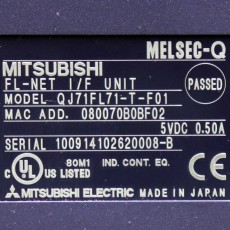 MELSEC-Q
MITSUBISHI
FL-NET I/F UNIT
PASSED
MODEL QJ71FL71-T-F01
MAC ADD. 080070B0BF02
5VDC 0.50A
SERIAL 100914102620008-B
C UL US LISTED 80M1 IND. CONT. EQ. CE
MITSUBISHI ELECTRIC MADE IN JAPAN